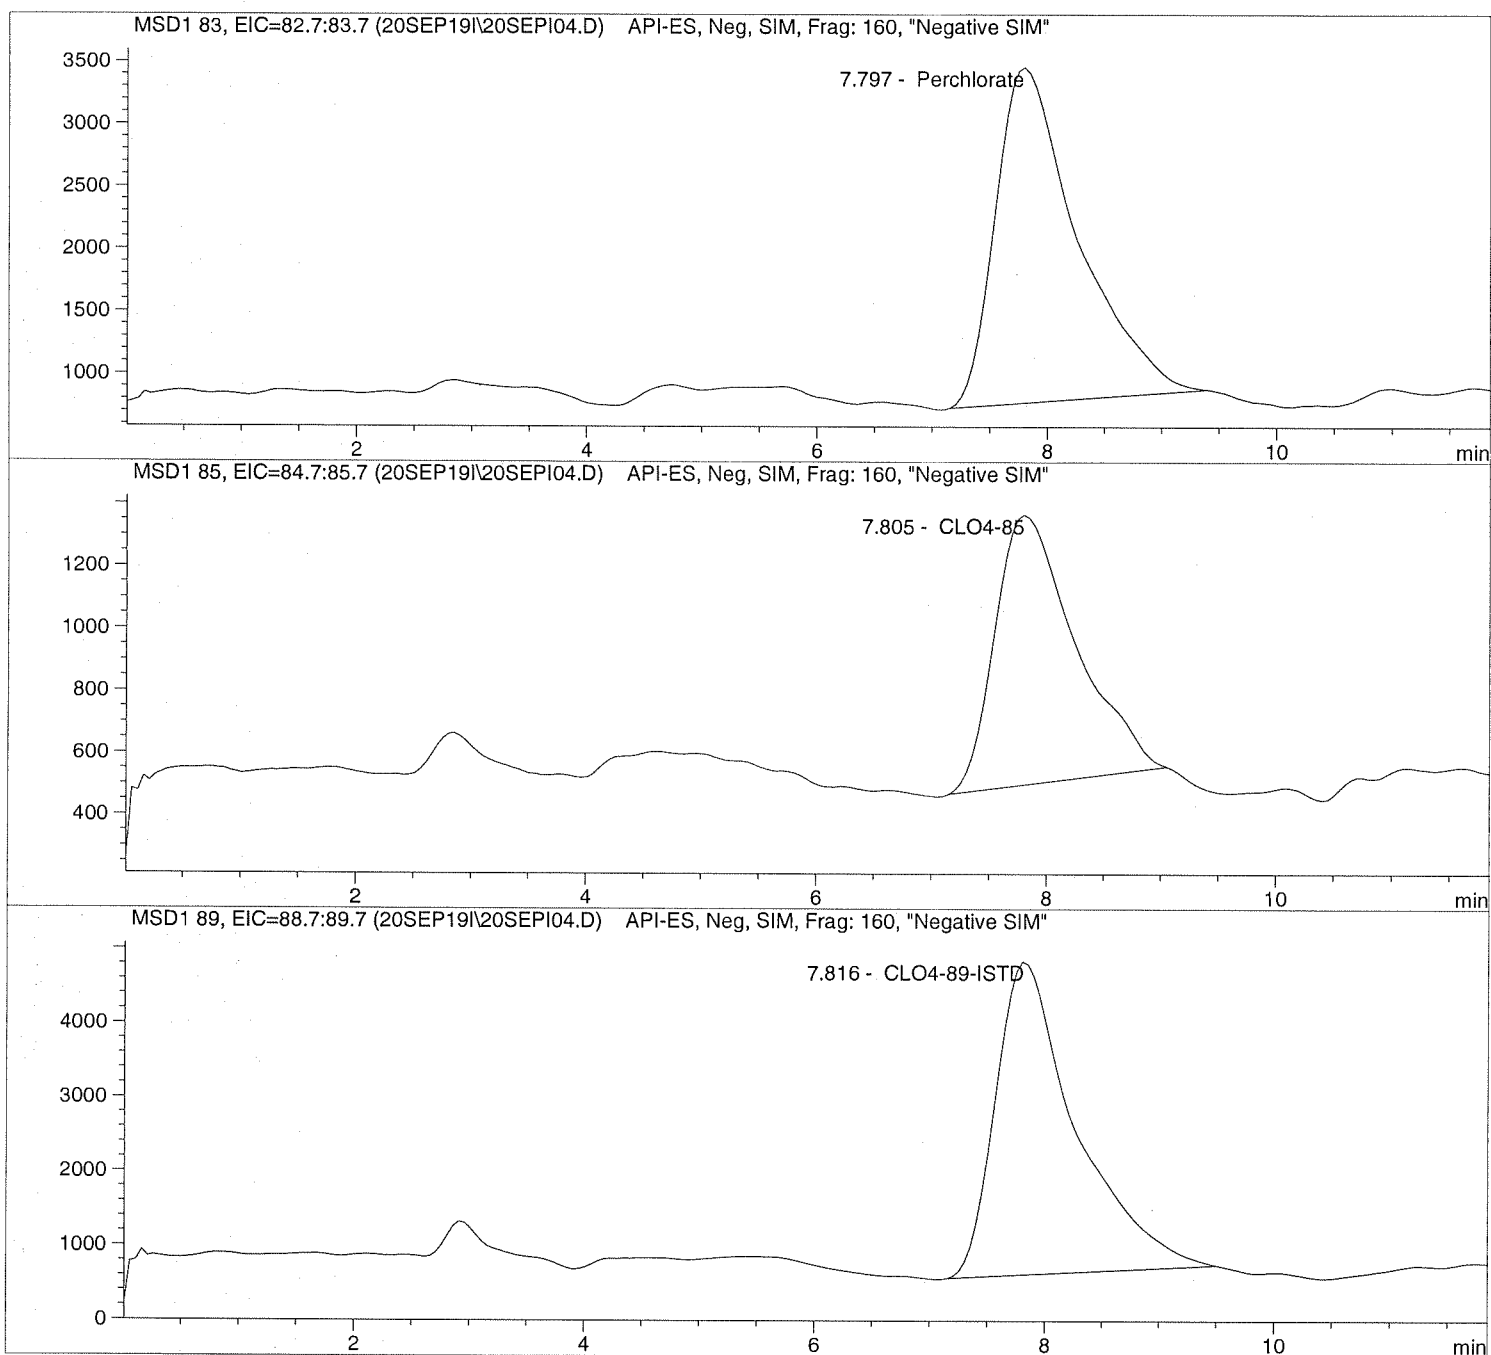 MSD1 83, EIC=82.7:83.7 (20SEP19I\20SEPI04.D) API-ES, Neg, SIM, Frag: 160, "Negative SIM"
3500
7.797 - Perchlorate
3000
2500
2000
1500
1000
2 4 6 8 10 min
MSD1 85, EIC=84.7:85.7 (20SEP19I\20SEPI04.D) API-ES, Neg, SIM, Frag: 160, "Negative SIM"
7.805 - CLO4-85
1200
1000
800
600
400
2 4 6 8 10 min
MSD1 89, EIC=88.7:89.7 (20SEP19I\20SEPI04.D) API-ES, Neg, SIM, Frag: 160, "Negative SIM"
7.816 - CLO4-89-ISTD
4000
3000
2000
1000
0
2 4 6 8 10 min